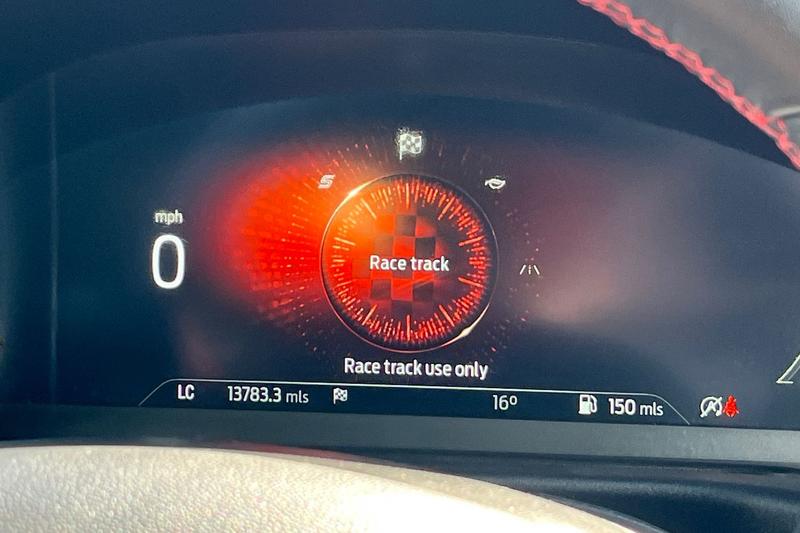 S
mph
0
Race track
Race track use only
LC 13783.3 mls 16° 150 mls
A